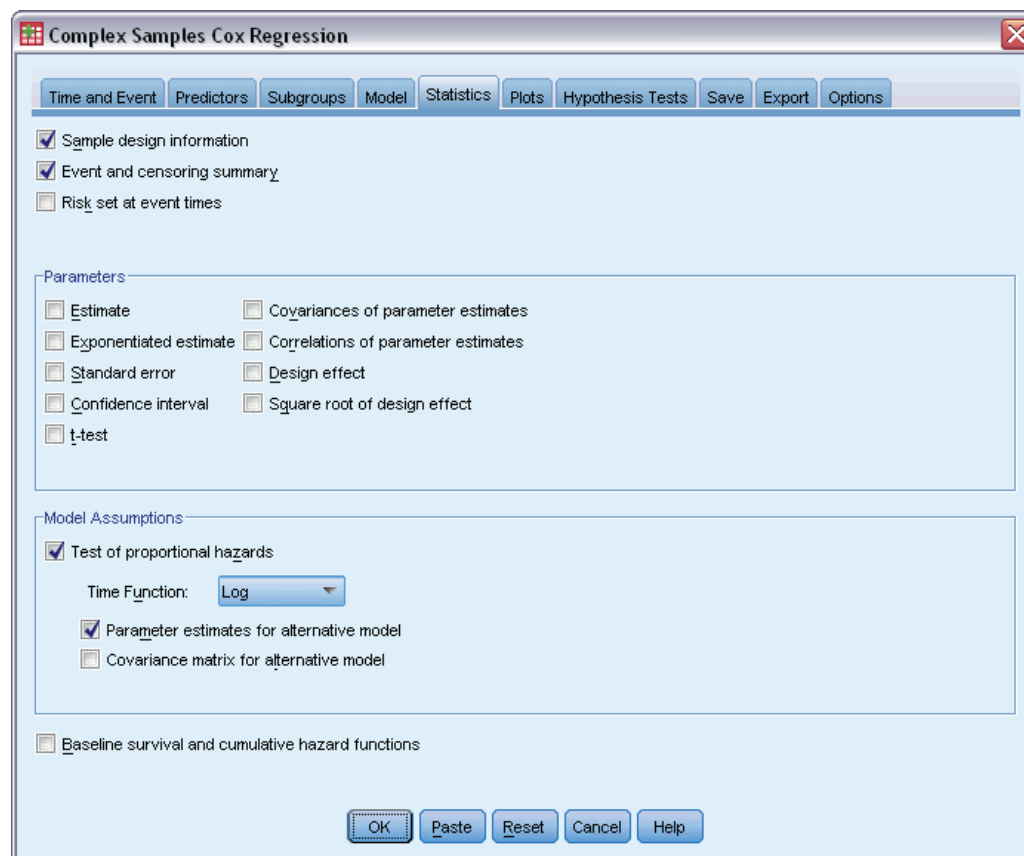 Complex Samples Cox Regression
Time and Event Predictors Subgroups Model Statistics Plots Hypothesis Tests Save Export Options
Sample design information
Event and censoring summary
Risk set at event times
Parameters
Estimate Covariances of parameter estimates
Exponentiated estimate Correlations of parameter estimates
Standard error Design effect
Confidence interval Square root of design effect
t-test
Model Assumptions
Test of proportional hazards
Time Function: Log
Parameter estimates for alternative model
Covariance matrix for alternative model
Baseline survival and cumulative hazard functions
OK Paste Reset Cancel Help